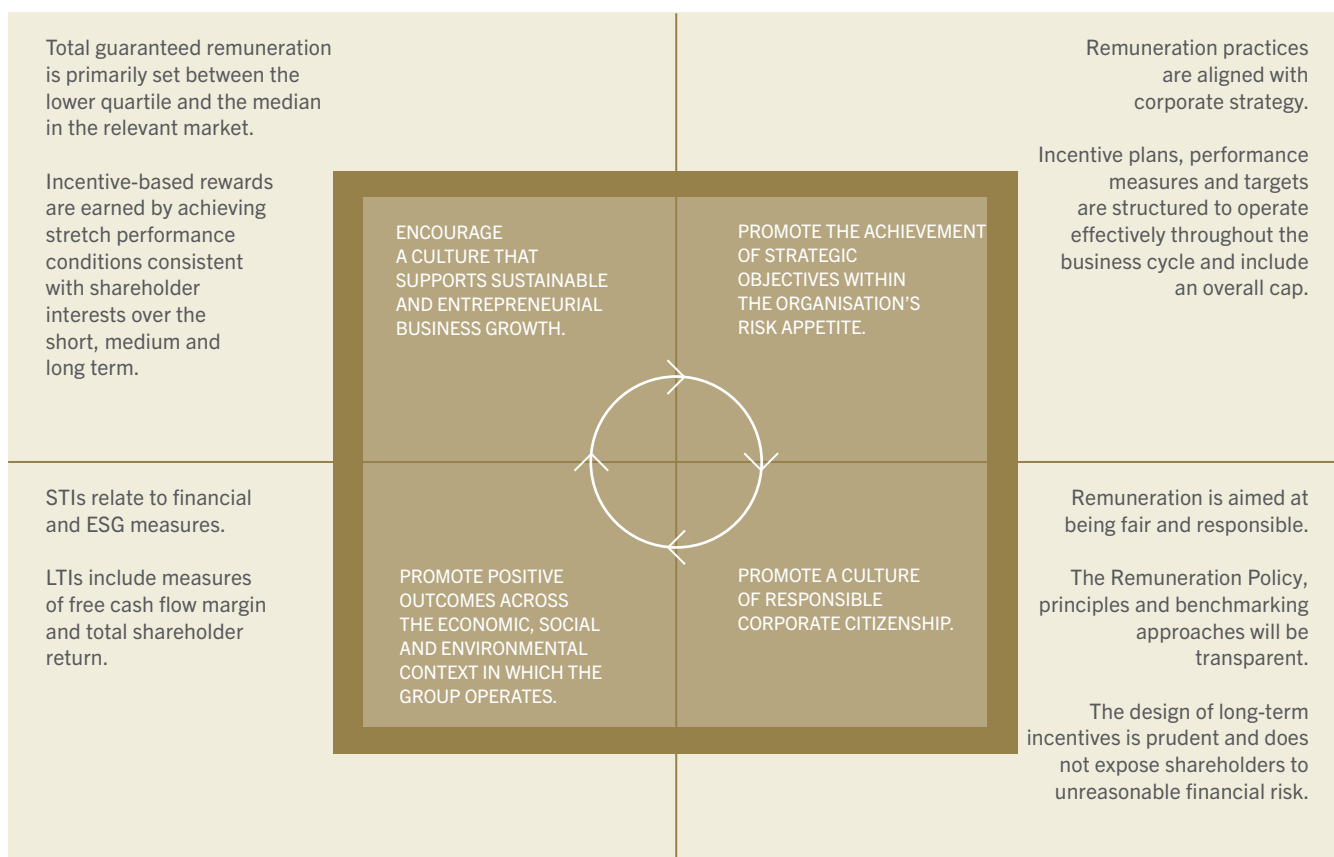 Total guaranteed remuneration
is primarily set between the
lower quartile and the median
in the relevant market.
Incentive-based rewards
are earned by achieving
stretch performance
conditions consistent
with shareholder
interests over the
short, medium and
long term.
Remuneration practices
are aligned with
corporate strategy.
Incentive plans, performance
measures and targets
are structured to operate
effectively throughout the
business cycle and include
an overall cap.
ENCOURAGE
A CULTURE THAT
SUPPORTS SUSTAINABLE
AND ENTREPRENEURIAL
BUSINESS GROWTH.
PROMOTE THE ACHIEVEMENT
OF STRATEGIC
OBJECTIVES WITHIN
THE ORGANISATION’S
RISK APPETITE.
STIs relate to financial
and ESG measures.
LTIs include measures
of free cash flow margin
and total shareholder
return.
PROMOTE POSITIVE
OUTCOMES ACROSS
THE ECONOMIC, SOCIAL
AND ENVIRONMENTAL
CONTEXT IN WHICH THE
GROUP OPERATES.
PROMOTE A CULTURE
OF RESPONSIBLE
CORPORATE CITIZENSHIP.
Remuneration is aimed at
being fair and responsible.
The Remuneration Policy,
principles and benchmarking
approaches will be
transparent.
The design of long-term
incentives is prudent and does
not expose shareholders to
unreasonable financial risk.